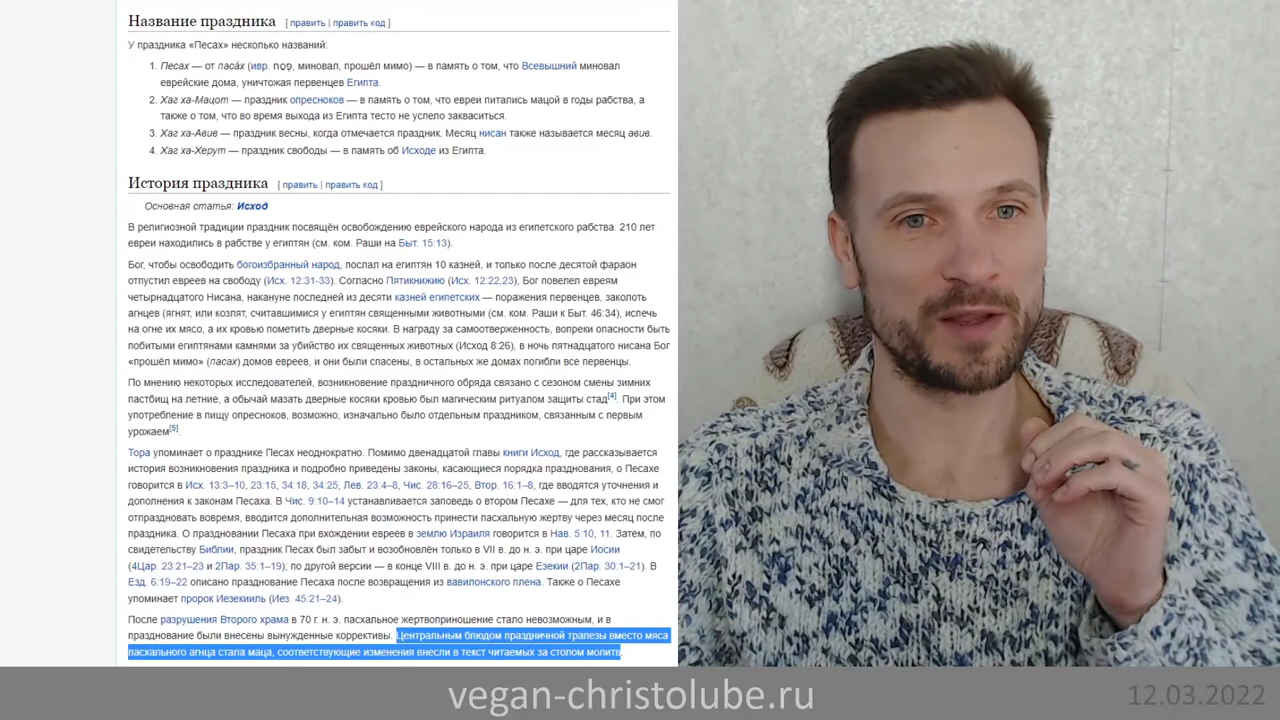 Название праздника [ править | править код ]
У праздника «Песах» несколько названий:
1. Песах — от паса́х (ивр. פָּסַח, миновал, прошёл мимо) — в память о том, что Всевышний миновал
еврейские дома, уничтожая первенцев Египта.
2. Хаг ха-Мацот — праздник опресноков — в память о том, что евреи питались мацой в годы рабства, а
также о том, что во время выхода из Египта тесто не успело закваситься.
3. Хаг ха-Авив — праздник весны, когда отмечается праздник. Месяц нисан также называется месяц авив.
4. Хаг ха-Херут — праздник свободы — в память об Исходе из Египта.
История праздника [ править | править код ]
Основная статья: Исход
В религиозной традиции праздник посвящён освобождению еврейского народа из египетского рабства. 210 лет
евреи находились в рабстве у египтян (см. ком. Раши на Быт. 15:13).
Бог, чтобы освободить богоизбранный народ, послал на египтян 10 казней, и только после десятой фараон
отпустил евреев на свободу (Исх. 12:31-33). Согласно Пятикнижию (Исх. 12:22,23), Бог повелел евреям
четырнадцатого Нисана, накануне последней из десяти казней египетских — поражения первенцев, заколоть
агнцев (ягнят, или козлят, считавшимися у египтян священными животными (см. ком. Раши к Быт. 46:34), испечь
на огне их мясо, а их кровью пометить дверные косяки. В награду за самоотверженность, вопреки опасности быть
побитыми египтянами камнями за убийство их священных животных (Исход 8:26), в ночь пятнадцатого нисана Бог
«прошёл мимо» (пасах) домов евреев, и они были спасены, в остальных же домах погибли все первенцы.
По мнению некоторых исследователей, возникновение праздничного обряда связано с сезоном смены зимних
пастбищ на летние, а обычай мазать дверные косяки кровью был магическим ритуалом защиты стад[4]. При этом
употребление в пищу опресноков, возможно, изначально было отдельным праздником, связанным с первым
урожаем[5].
Тора упоминает о празднике Песах неоднократно. Помимо двенадцатой главы книги Исход, где рассказывается
история возникновения праздника и подробно приведены законы, касающиеся порядка празднования, о Песахе
говорится в Исх. 13:3–10, 23:15, 34:18, 34:25, Лев. 23:4–8, Чис. 28:16–25, Втор. 16:1–8, где вводятся уточнения и
дополнения к законам Песаха. В Чис. 9:10–14 устанавливается заповедь о втором Песахе — для тех, кто не смог
отпраздновать вовремя, вводится дополнительная возможность принести пасхальную жертву через месяц после
праздника. О праздновании Песаха при вхождении евреев в землю Израиля говорится в Нав. 5:10, 11. Затем, по
свидетельству Библии, праздник Песах был забыт и возобновлён только в VII в. до н. э. при царе Иосии
(4Цар. 23:21–23 и 2Пар. 35:1–19); по другой версии — в конце VIII в. до н. э. при царе Езекии (2Пар. 30:1–21). В
Езд. 6:19–22 описано празднование Песаха после возвращения из вавилонского плена. Также о Песахе
упоминает пророк Иезекииль (Иез. 45:21–24).
После разрушения Второго храма в 70 г. н. э. пасхальное жертвоприношение стало невозможным, и в
празднование были внесены вынужденные коррективы. Центральным блюдом праздничной трапезы вместо мяса
пасхального агнца стала маца, соответствующие изменения внесли в текст читаемых за столом молитв
vegan-christolube.ru
12.03.2022